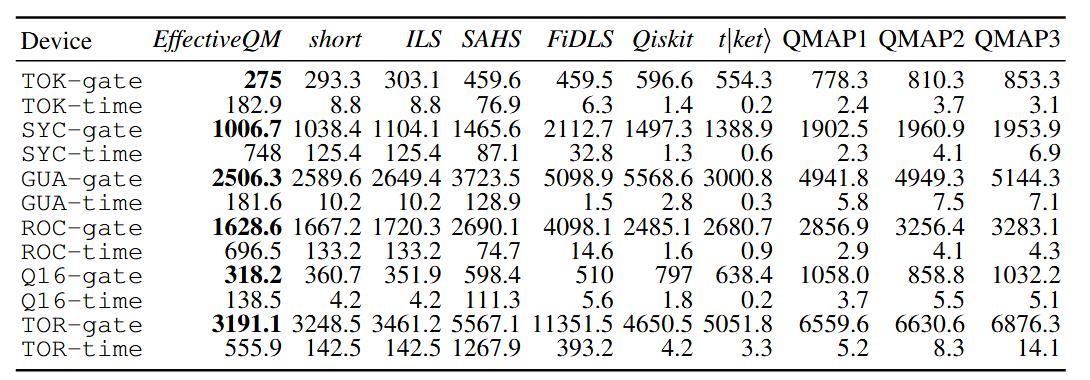 Device EffectiveQM short ILS SAHS FiDLS Qiskit t|ket⟩ QMAP1 QMAP2 QMAP3
TOK-gate 275 293.3 303.1 459.6 459.5 596.6 554.3 778.3 810.3 853.3
TOK-time 182.9 8.8 8.8 76.9 6.3 1.4 0.2 2.4 3.7 3.1
SYC-gate 1006.7 1038.4 1104.1 1465.6 2112.7 1497.3 1388.9 1902.5 1960.9 1953.9
SYC-time 748 125.4 125.4 87.1 32.8 1.3 0.6 2.3 4.1 6.9
GUA-gate 2506.3 2589.6 2649.4 3723.5 5098.9 5568.6 3000.8 4941.8 4949.3 5144.3
GUA-time 181.6 10.2 10.2 128.9 1.5 2.8 0.3 5.8 7.5 7.1
ROC-gate 1628.6 1667.2 1720.3 2690.1 4098.1 2485.1 2680.7 2856.9 3256.4 3283.1
ROC-time 696.5 133.2 133.2 74.7 14.6 1.6 0.9 2.9 4.1 4.3
Q16-gate 318.2 360.7 351.9 598.4 510 797 638.4 1058.0 858.8 1032.2
Q16-time 138.5 4.2 4.2 111.3 5.6 1.8 0.2 3.7 5.5 5.1
TOR-gate 3191.1 3248.5 3461.2 5567.1 11351.5 4650.5 5051.8 6559.6 6630.6 6876.3
TOR-time 555.9 142.5 142.5 1267.9 393.2 4.2 3.3 5.2 8.3 14.1